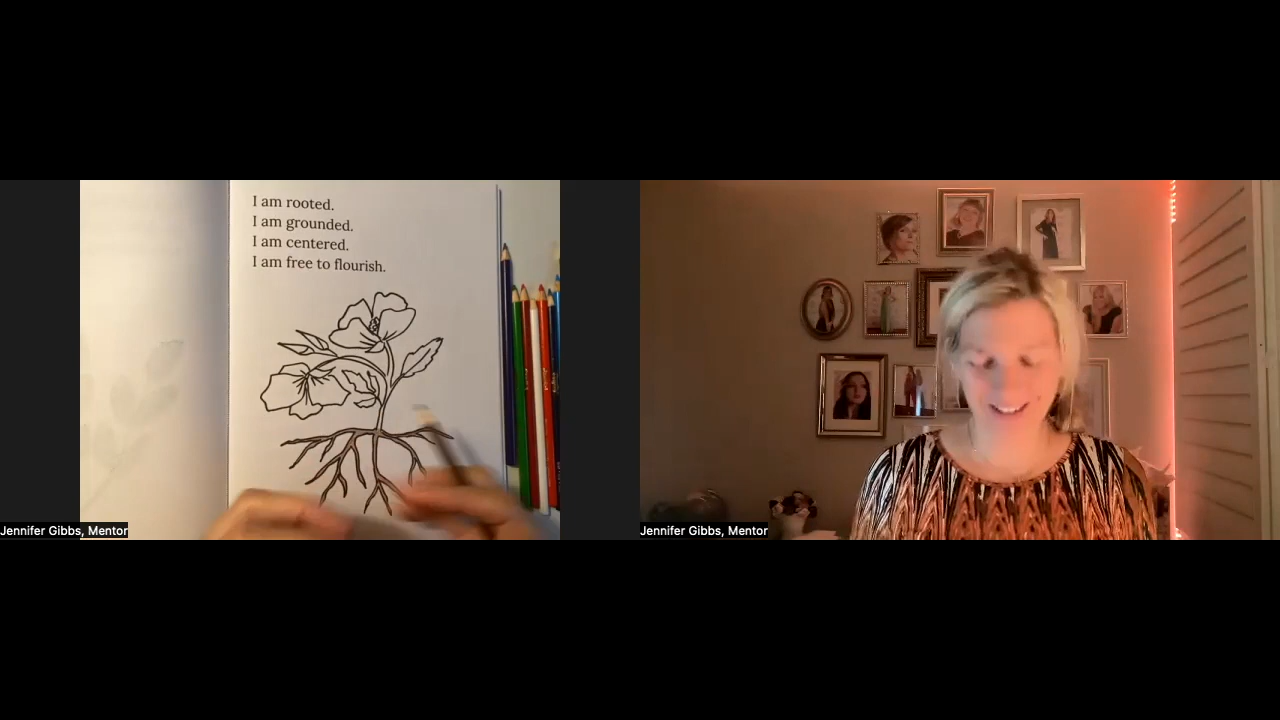 I am rooted.
I am grounded.
I am centered.
I am free to flourish.
Jennifer Gibbs, Mentor
Jennifer Gibbs, Mentor